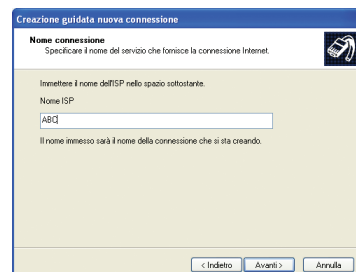 Creazione guidata nuova connessione
Nome connessione
Specificare il nome del servizio che fornisce la connessione Internet.
Immettere il nome dell'ISP nello spazio sottostante.
Nome ISP
ABC
Il nome immesso sarà il nome della connessione che si sta creando.
< Indietro
Avanti >
Annulla